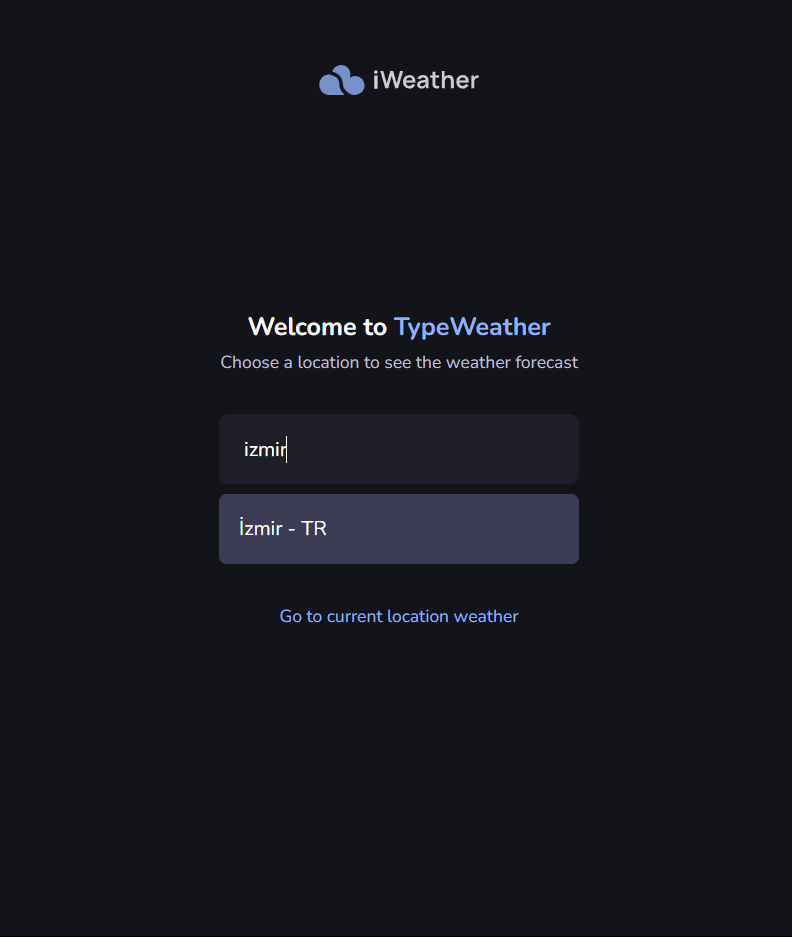 iWeather
Welcome to TypeWeather
Choose a location to see the weather forecast
izmir
İzmir - TR
Go to current location weather